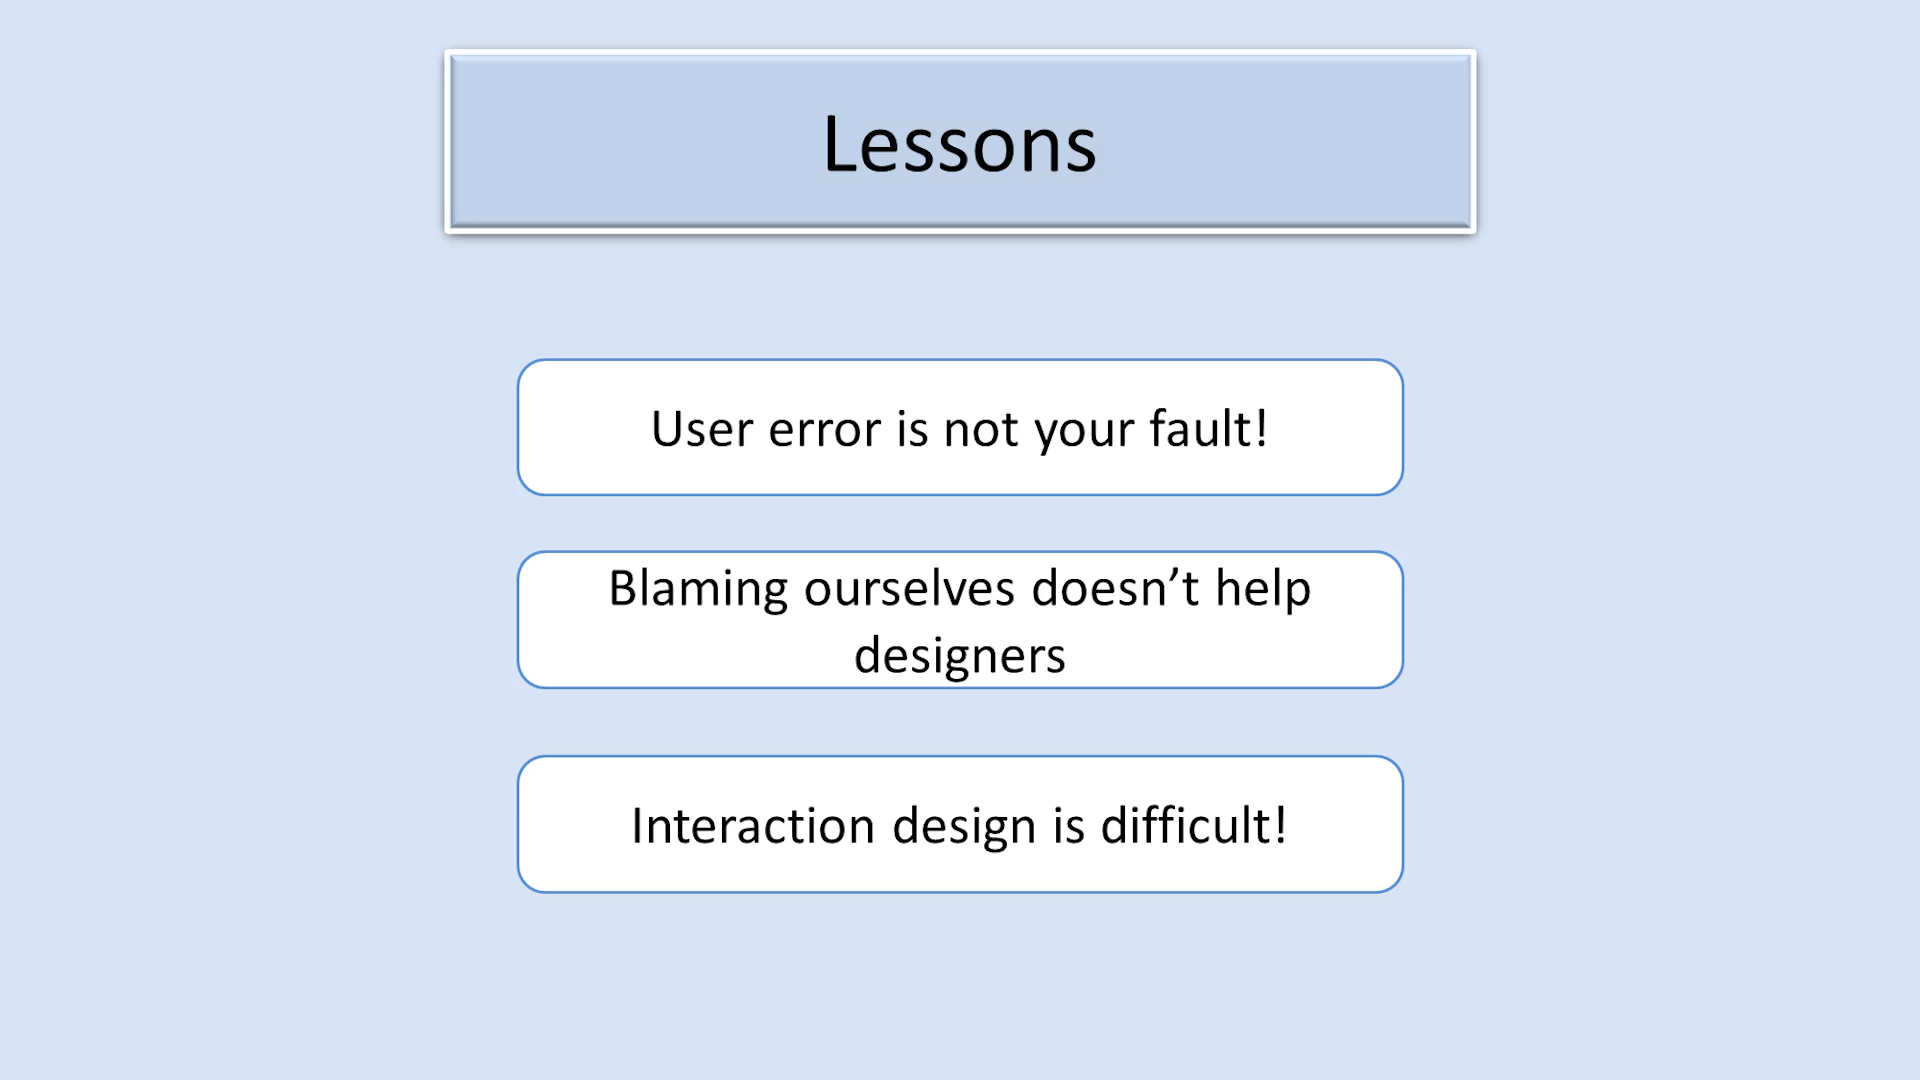 Lessons
User error is not your fault!
Blaming ourselves doesn’t help
designers
Interaction design is difficult!